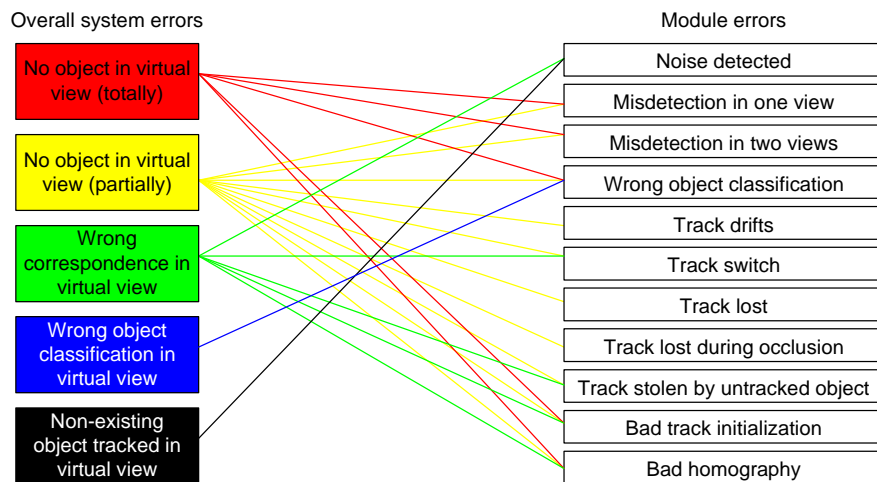 Overall system errors
Module errors
No object in virtual
view (totally)
No object in virtual
view (partially)
Wrong
correspondence in
virtual view
Wrong object
classification in
virtual view
Non-existing
object tracked in
virtual view
Noise detected
Misdetection in one view
Misdetection in two views
Wrong object classification
Track drifts
Track switch
Track lost
Track lost during occlusion
Track stolen by untracked object
Bad track initialization
Bad homography